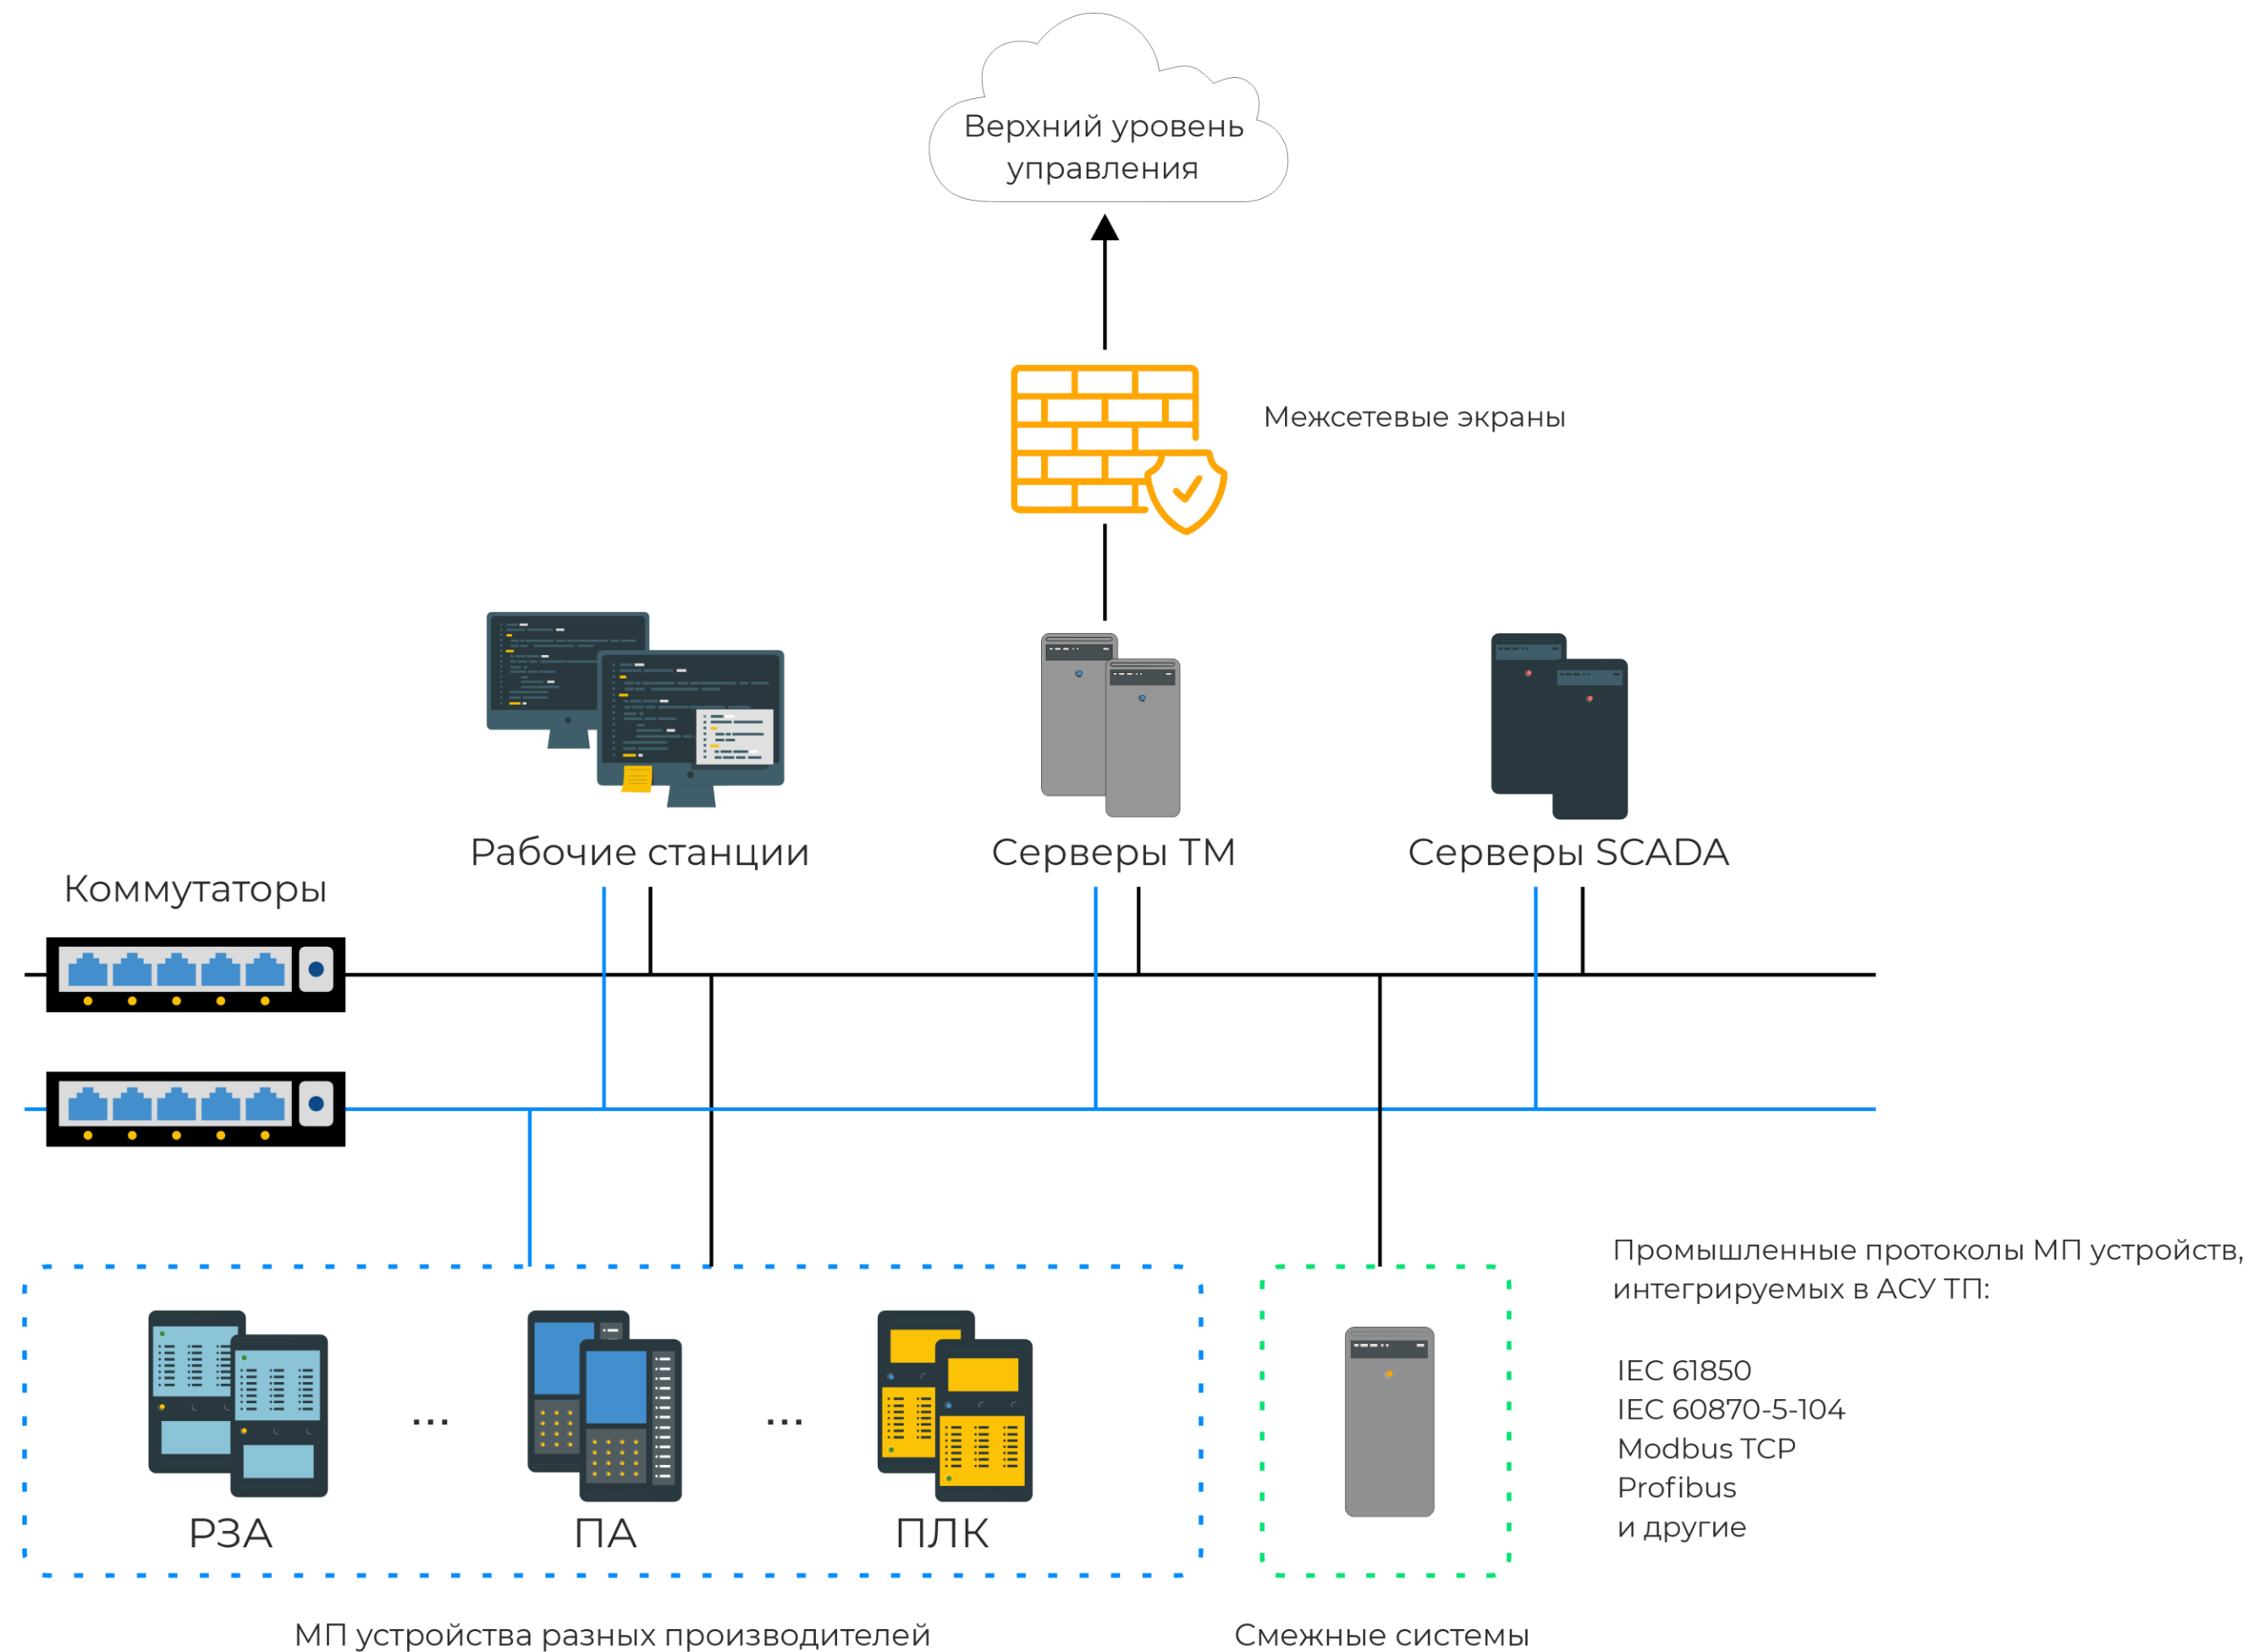 Верхний уровень
управления
Межсетевые экраны
Рабочие станции
Серверы ТМ
Серверы SCADA
Коммутаторы
Промышленные протоколы МП устройств,
интегрируемых в АСУ ТП:
IEC 61850
IEC 60870-5-104
Modbus TCP
Profibus
и другие
...
...
РЗА
ПА
ПЛК
МП устройства разных производителей
Смежные системы